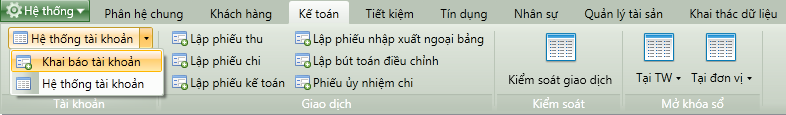 Hệ thống Phân hệ chung Khách hàng Kế toán Tiết kiệm Tín dụng Nhân sự Quản lý tài sản Khai thác dữ liệu
Hệ thống tài khoản
Khai báo tài khoản
Hệ thống tài khoản
Tài khoản
Lập phiếu thu
Lập phiếu chi
Lập phiếu kế toán
Lập phiếu nhập xuất ngoại bảng
Lập bút toán điều chỉnh
Phiếu ủy nhiệm chi
Giao dịch
Kiểm soát giao dịch
Kiểm soát
Tại TW
Tại đơn vị
Mở khóa sổ